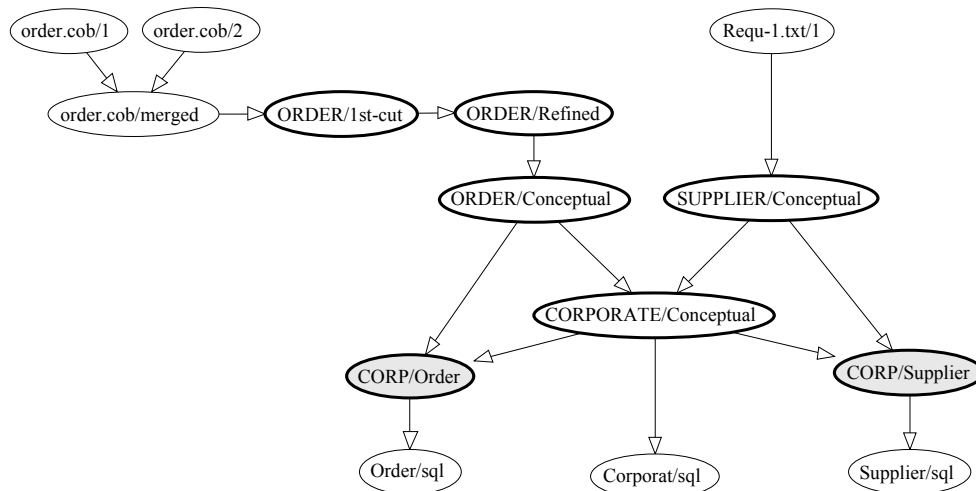 order.cob/1
order.cob/2
Requ-1.txt/1
order.cob/merged
ORDER/1st-cut
ORDER/Refined
ORDER/Conceptual
SUPPLIER/Conceptual
CORPORATE/Conceptual
CORP/Order
CORP/Supplier
Order/sql
Corporat/sql
Supplier/sql